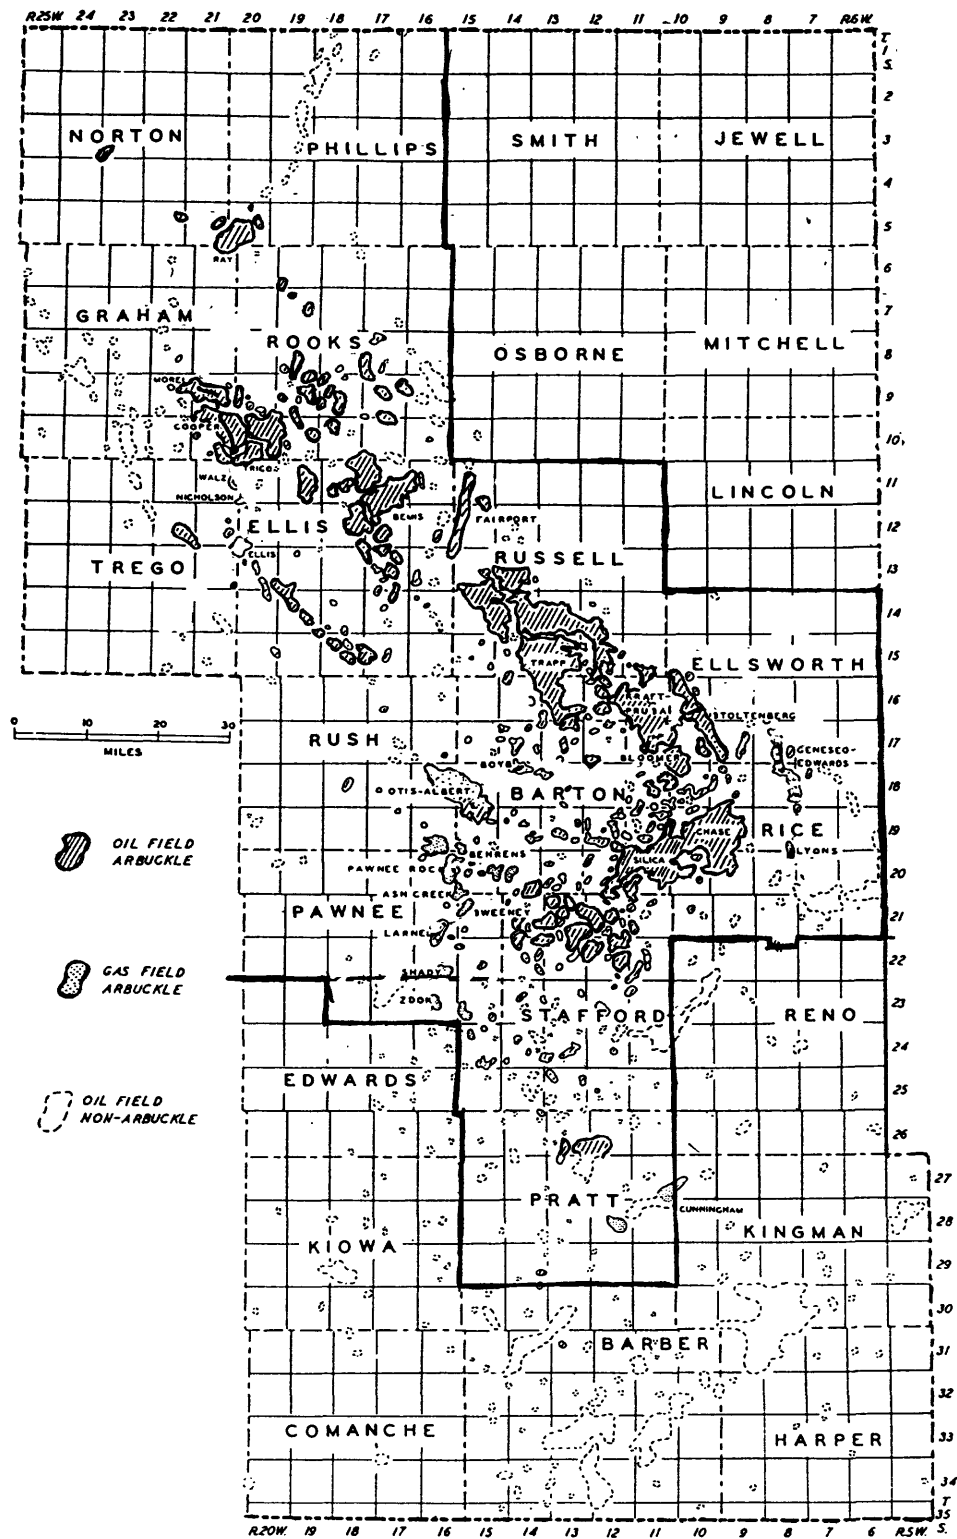 R25W. 24 23 22 21 20 19 18 17 16 15 14 13 12 11 10 9 8 7 R6W.
T.
1
S.
2
NORTON PHILLIPS SMITH JEWELL
3
4
5
RAY
6
GRAHAM
7
ROOKS OSBORNE MITCHELL
8
MOREL
9
COOPER
10
TRICO
WALZ
LINCOLN
11
NICHOLSON
BEMIS
FAIRPORT
ELLIS
12
ELLIS
RUSSELL
TREGO
13
14
TRAPP
ELLSWORTH
15
KRAFT-
PRUSA
16
STOLTENBERG
0 10 20 30
MILES
RUSH
17
GENESEO-
EDWARDS
BLOOMER
BOYD
OTIS-ALBERT
BARTON
18
OIL FIELD
ARBUCKLE
CHASE
RICE
19
BEHRENS
SILICA
LYONS
PAWNEE ROCK
20
ASH CREEK
PAWNEE
SWEENEY
21
LARNED
22
GAS FIELD
ARBUCKLE
SHADY
ZOOK
23
STAFFORD
RENO
24
EDWARDS
25
OIL FIELD
NON-ARBUCKLE
26
27
PRATT
CUNNINGHAM
28
KINGMAN
KIOWA
29
30
BARBER
31
32
COMANCHE
HARPER
33
34
T
35
S.
R20W. 19 18 17 16 15 14 13 12 11 10 9 8 7 6 R5W.